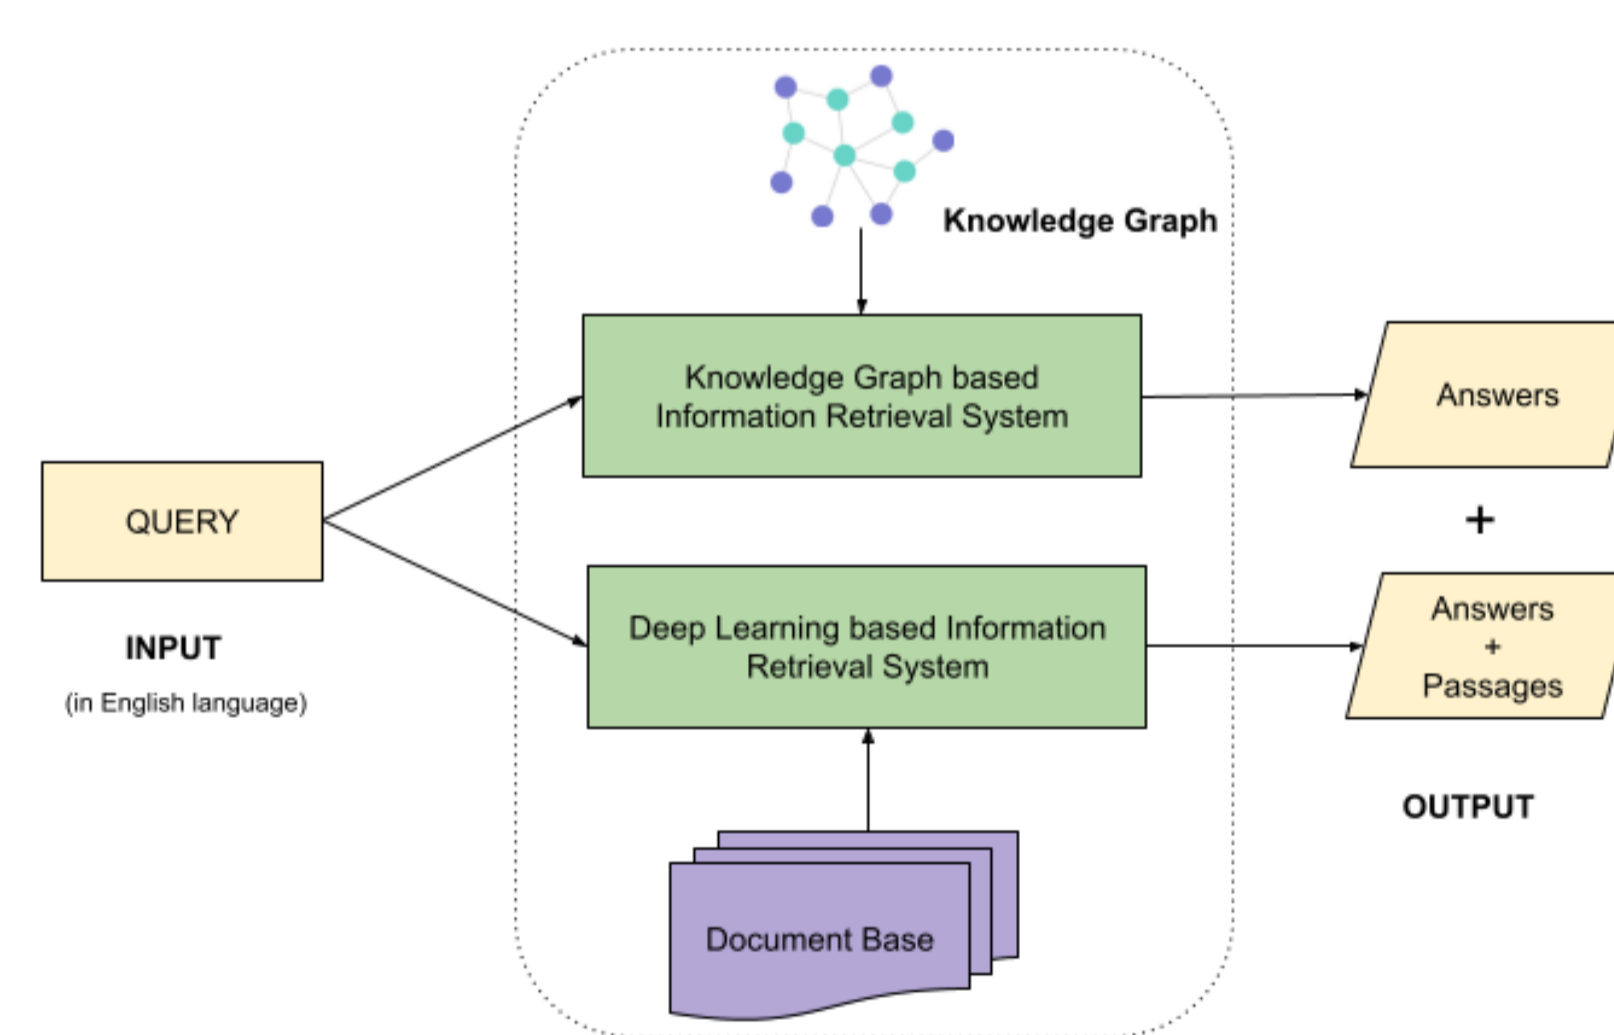 Knowledge Graph
Knowledge Graph based
Information Retrieval System
Answers
QUERY
+
INPUT
(in English language)
Deep Learning based Information
Retrieval System
Answers
+
Passages
OUTPUT
Document Base